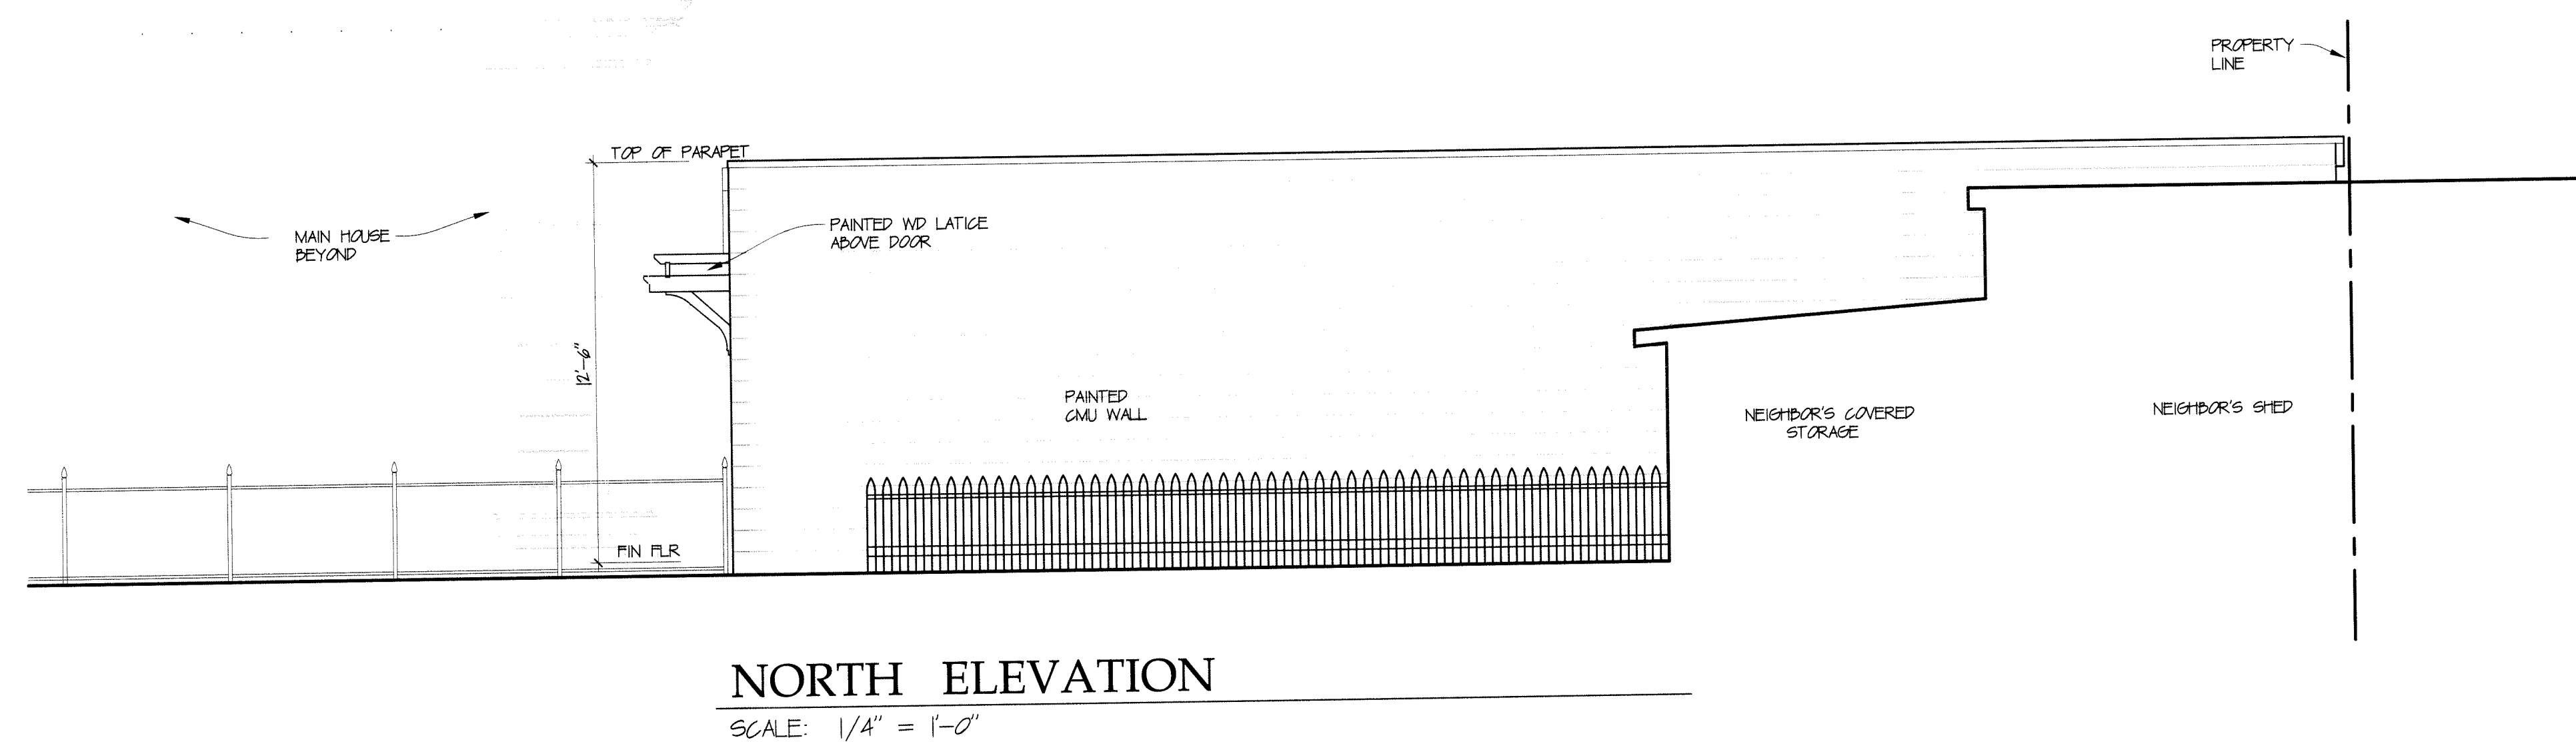 PROPERTY
LINE
TOP OF PARAPET
PAINTED WD LATICE
ABOVE DOOR
MAIN HOUSE
BEYOND
12'-6"
PAINTED
CMU WALL
NEIGHBOR'S COVERED
STORAGE
NEIGHBOR'S SHED
FIN FLR
NORTH ELEVATION
SCALE: 1/4" = 1'-0"